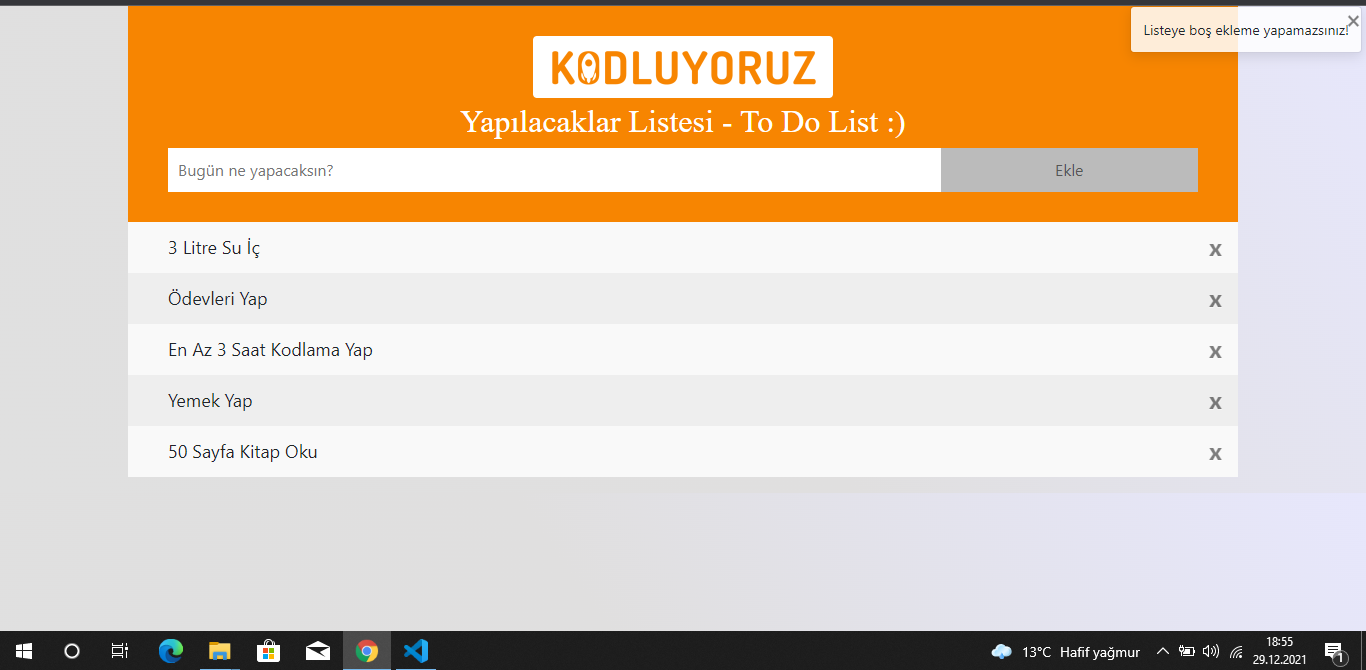 Listeye boş ekleme yapamazsınız!
KODLUYORUZ
Yapılacaklar Listesi - To Do List :)
Bugün ne yapacaksın?
Ekle
3 Litre Su İç
x
Ödevleri Yap
x
En Az 3 Saat Kodlama Yap
x
Yemek Yap
x
50 Sayfa Kitap Oku
x
13°C Hafif yağmur
18:55
29.12.2021
1